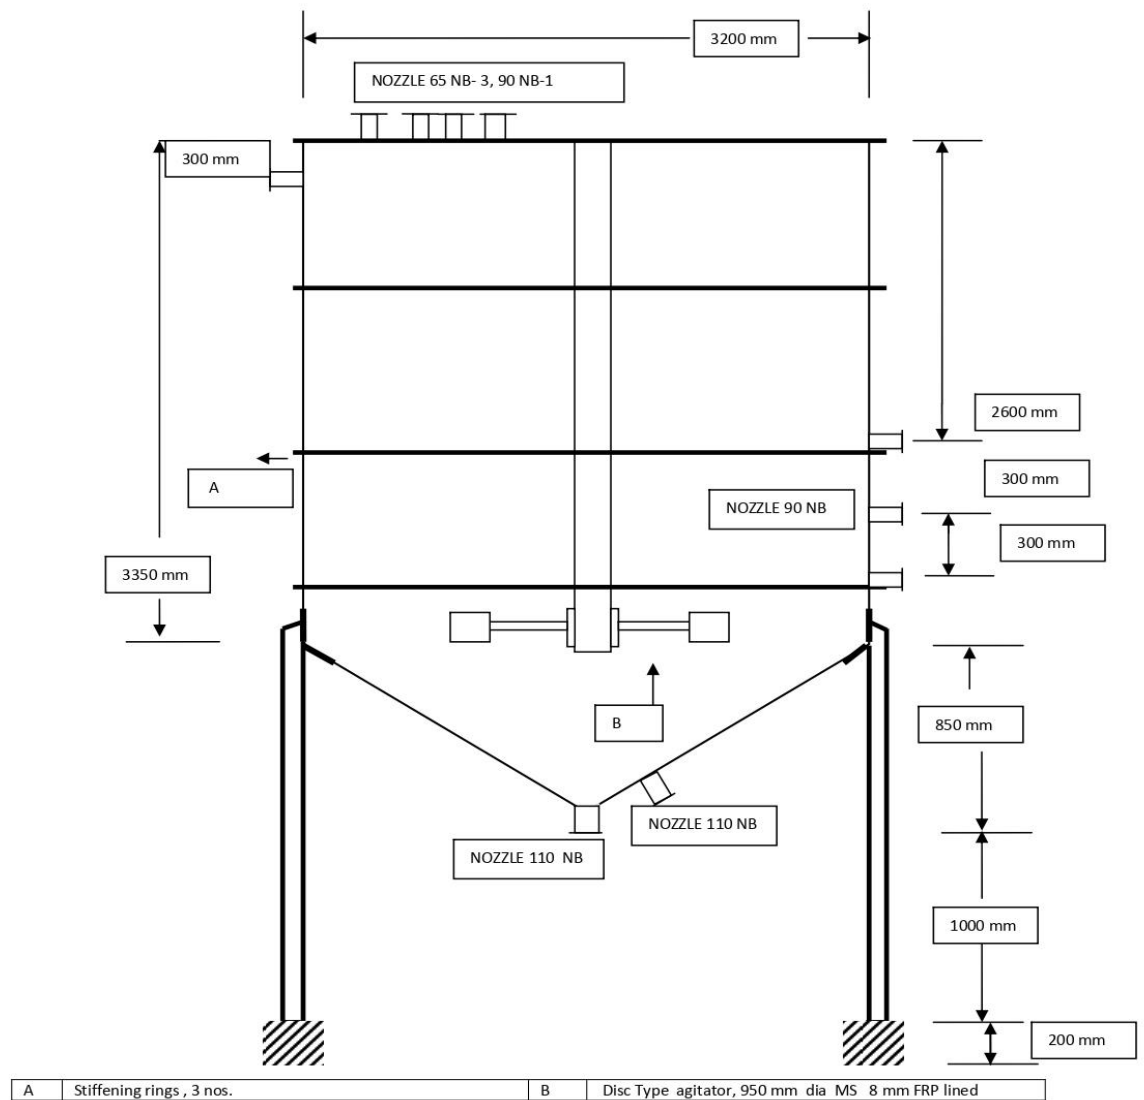 3200 mm
NOZZLE 65 NB- 3, 90 NB-1
300 mm
2600 mm
A
300 mm
NOZZLE 90 NB
300 mm
3350 mm
B
850 mm
NOZZLE 110 NB
NOZZLE 110 NB
1000 mm
200 mm
A Stiffening rings , 3 nos. B Disc Type agitator, 950 mm dia MS 8 mm FRP lined